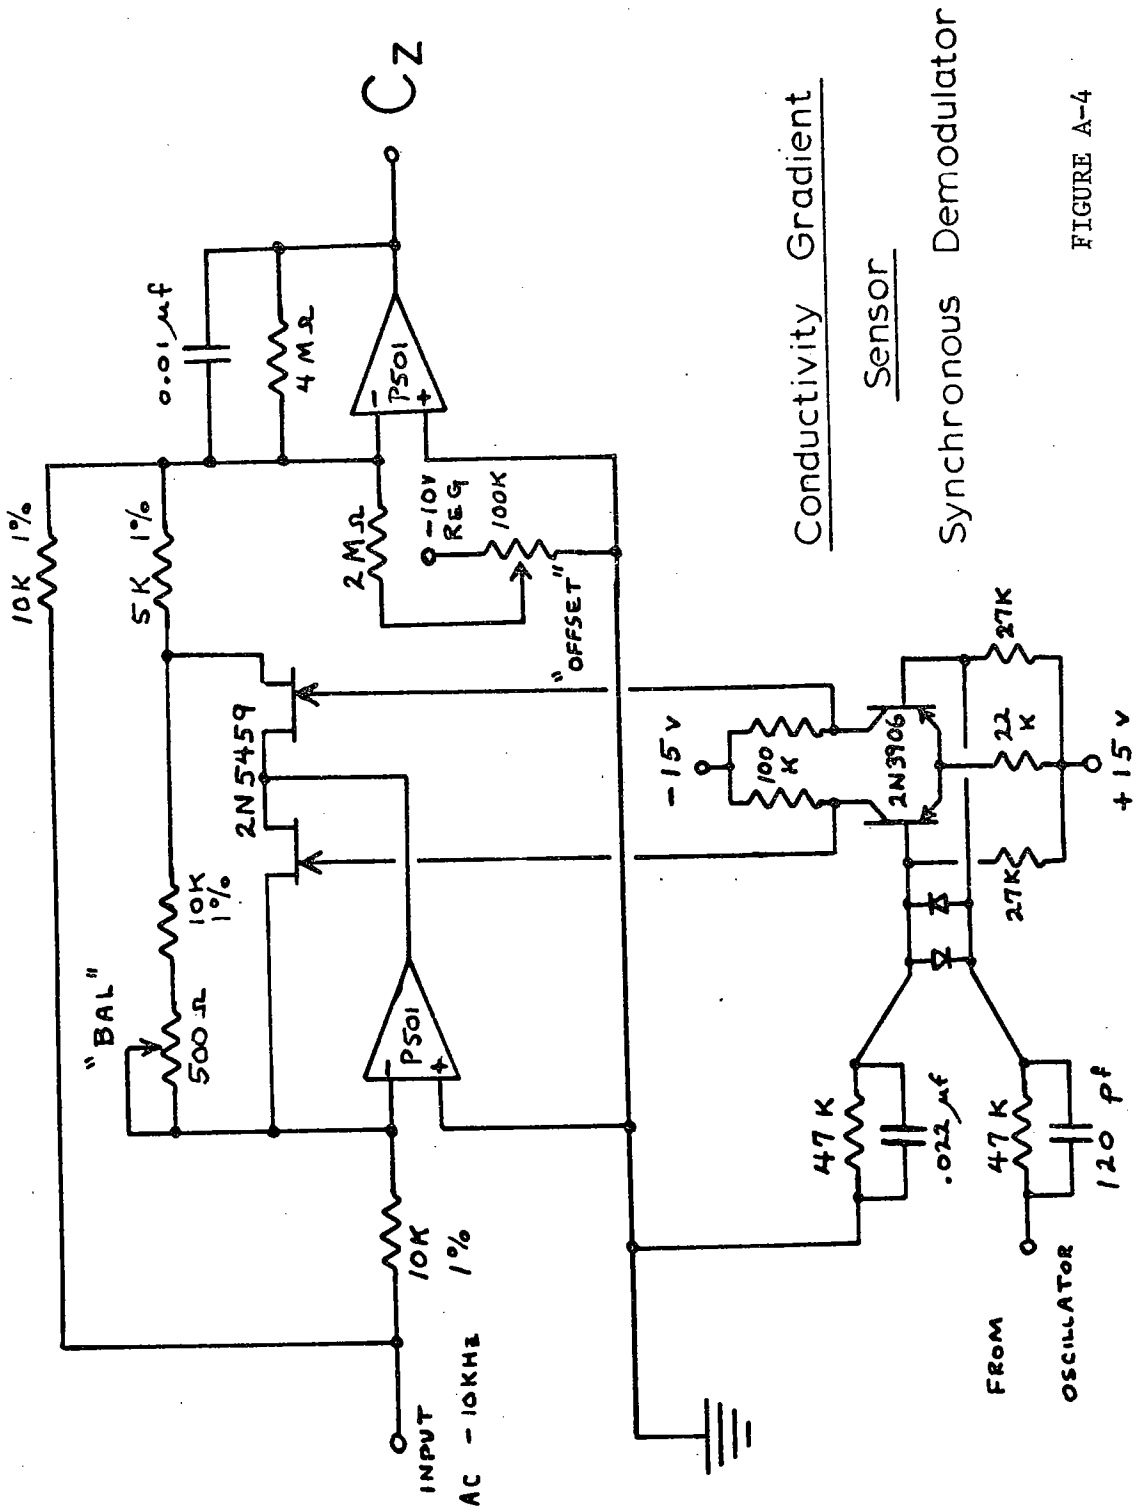 10K 1%
0.01 µf
5K 1%
4 MΩ
"BAL"
10K
1%
500 Ω
2N5459
2 MΩ
-10V
REG
100K
"OFFSET"
-
P501
+
-
P501
+
CZ
10K
1%
INPUT
AC - 10KHz
-15 v
100
K
2N3906
27K
22
K
27K
+15 v
47 K
.022 µf
47 K
120 pf
FROM
OSCILLATOR
Conductivity Gradient
Sensor
Synchronous Demodulator
FIGURE A-4